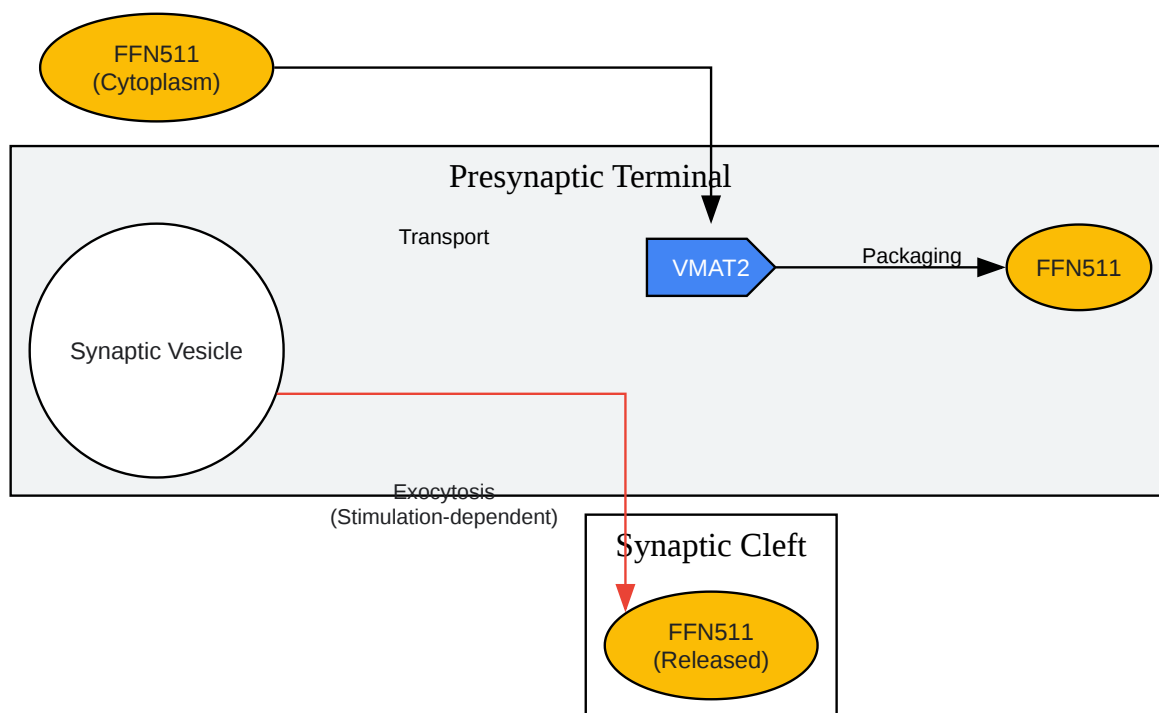 FFN511
(Cytoplasm)
Presynaptic Terminal
Transport
VMAT2
Packaging
FFN511
Synaptic Vesicle
Exocytosis
(Stimulation-dependent)
Synaptic Cleft
FFN511
(Released)